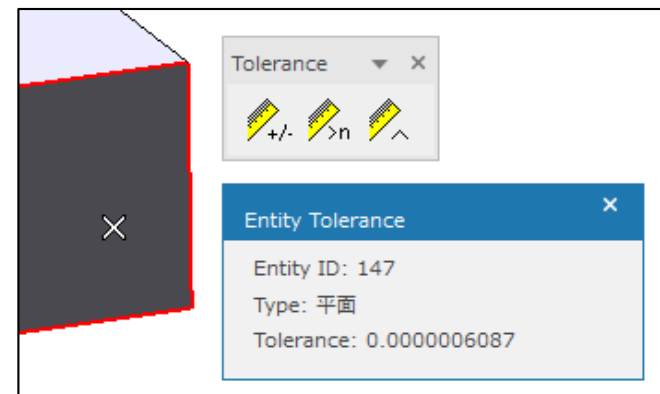 Tolerance
+/- >n
Entity Tolerance
Entity ID: 147
Type: 平面
Tolerance: 0.0000006087